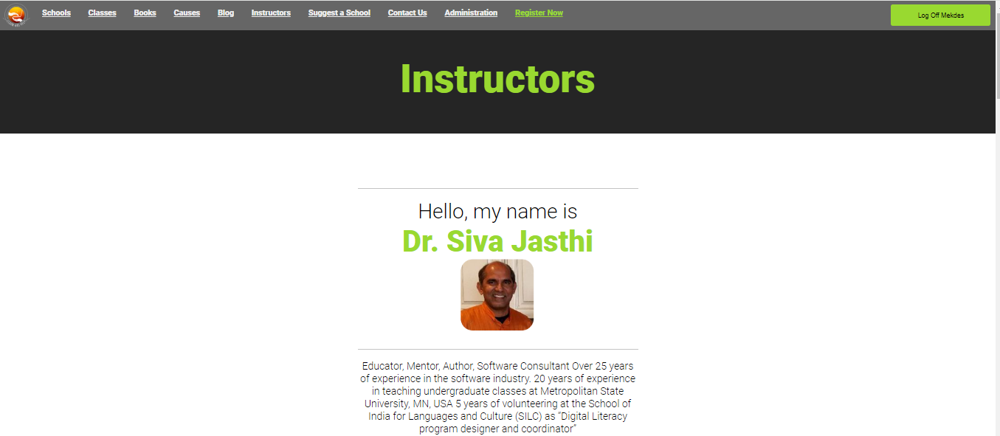 Schools Classes Books Causes Blog Instructors Suggest a School Contact Us Administration Register Now Log Off Mekdes
Instructors
Hello, my name is
Dr. Siva Jasthi
Educator, Mentor, Author, Software Consultant Over 25 years
of experience in the software industry. 20 years of experience
in teaching undergraduate classes at Metropolitan State
University, MN, USA 5 years of volunteering at the School of
India for Languages and Culture (SILC) as “Digital Literacy
program designer and coordinator”